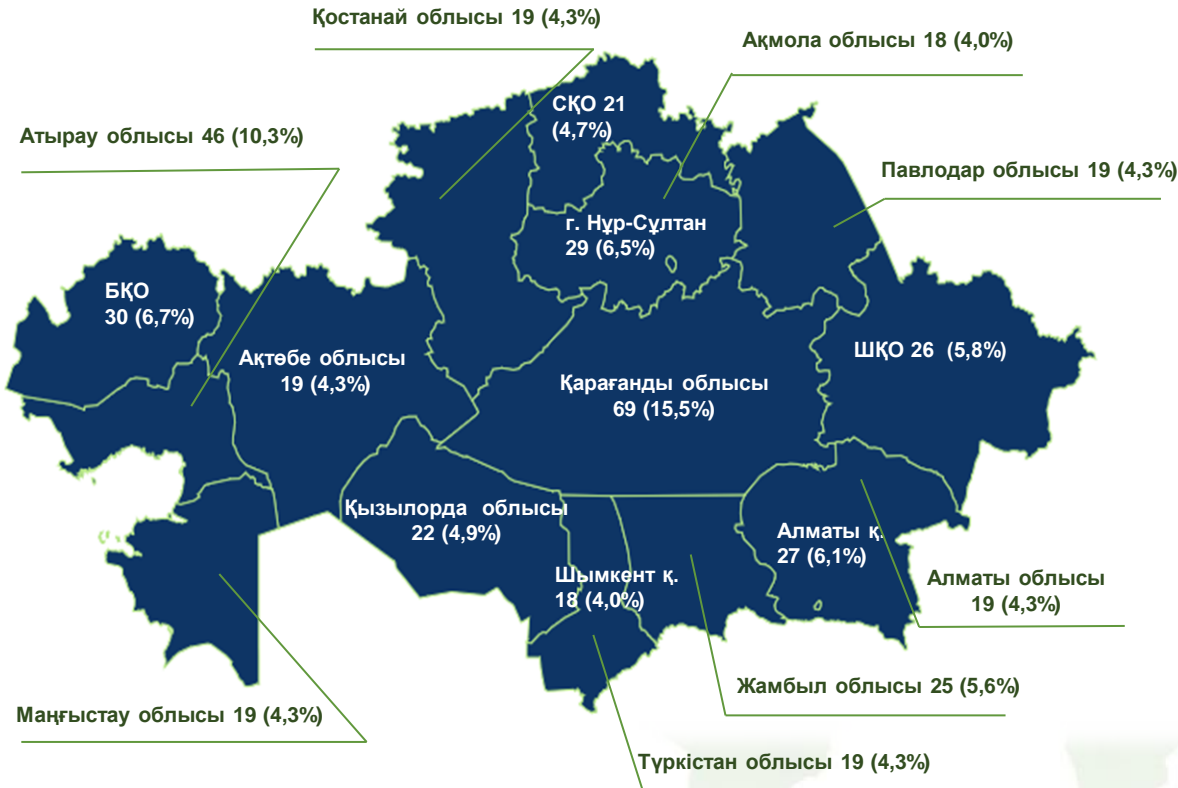 Қостанай облысы 19 (4,3%)
Ақмола облысы 18 (4,0%)
СҚО 21
(4,7%)
Атырау облысы 46 (10,3%)
Павлодар облысы 19 (4,3%)
г. Нұр-Сұлтан
29 (6,5%)
БҚО
30 (6,7%)
Ақтөбе облысы
19 (4,3%)
ШҚО 26 (5,8%)
Қарағанды облысы
69 (15,5%)
Қызылорда облысы
22 (4,9%)
Алматы қ.
27 (6,1%)
Шымкент қ.
18 (4,0%)
Алматы облысы
19 (4,3%)
Жамбыл облысы 25 (5,6%)
Маңғыстау облысы 19 (4,3%)
Түркістан облысы 19 (4,3%)